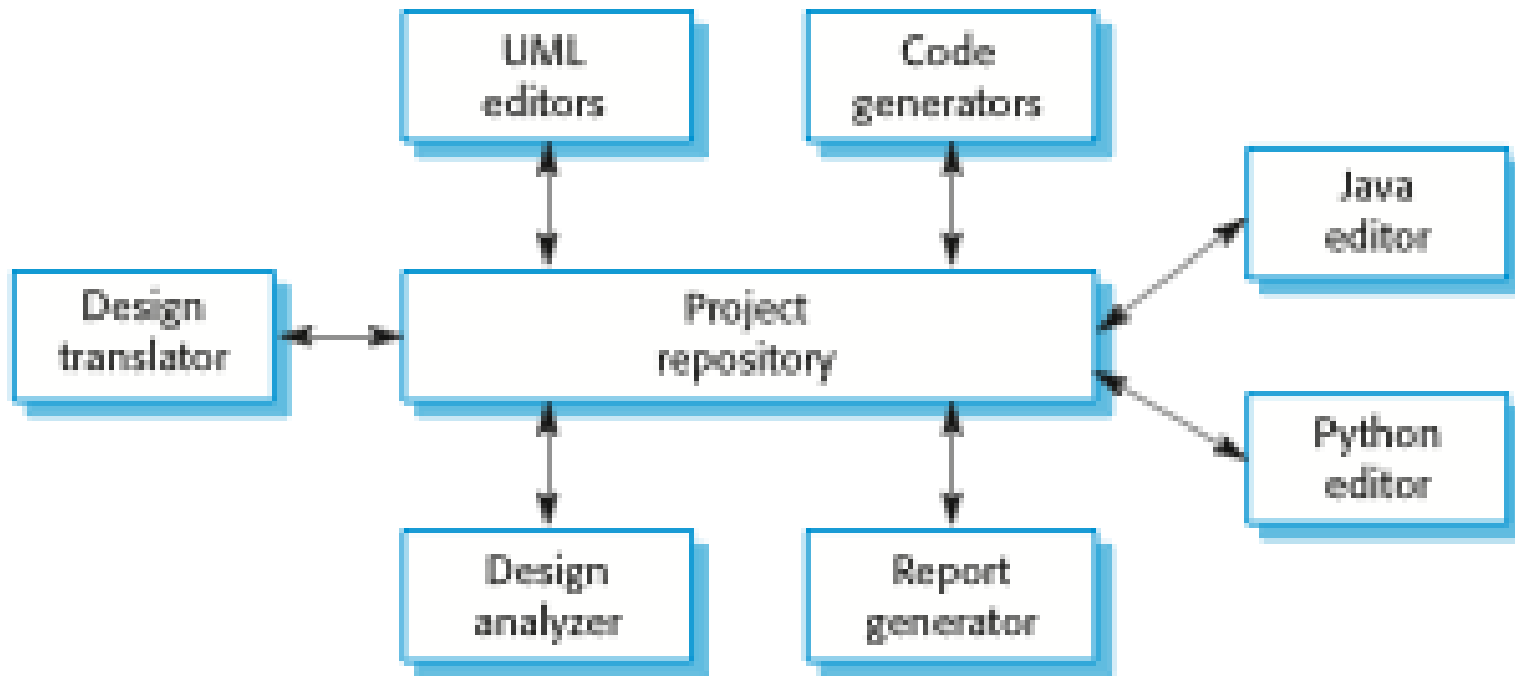 UML
editors
Code
generators
Java
editor
Design
translator
Project
repository
Python
editor
Design
analyzer
Report
generator